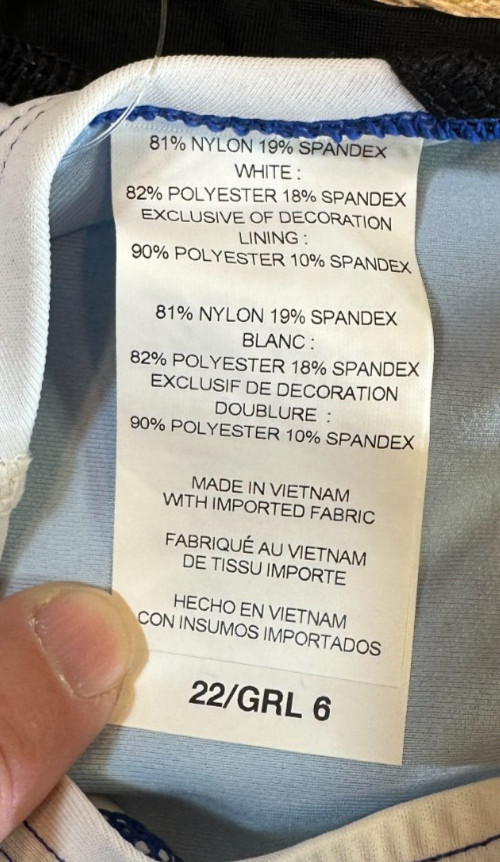 81% NYLON 19% SPANDEX
WHITE :
82% POLYESTER 18% SPANDEX
EXCLUSIVE OF DECORATION
LINING :
90% POLYESTER 10% SPANDEX
81% NYLON 19% SPANDEX
BLANC :
82% POLYESTER 18% SPANDEX
EXCLUSIF DE DECORATION
DOUBLURE :
90% POLYESTER 10% SPANDEX
MADE IN VIETNAM
WITH IMPORTED FABRIC
FABRIQUÉ AU VIETNAM
DE TISSU IMPORTE
HECHO EN VIETNAM
CON INSUMOS IMPORTADOS
22/GRL 6